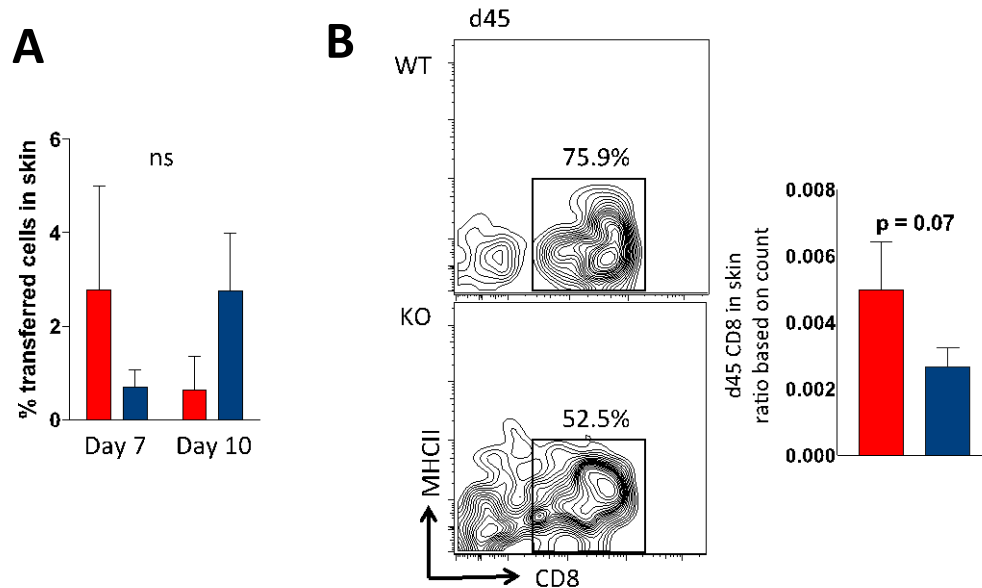 A
% transferred cells in skin
6
4
2
0
ns
Day 7
Day 10
B
d45
WT
75.9%
KO
52.5%
MHCII
CD8
d45 CD8 in skin
ratio based on count
0.008
0.006
0.004
0.002
0.000
p = 0.07